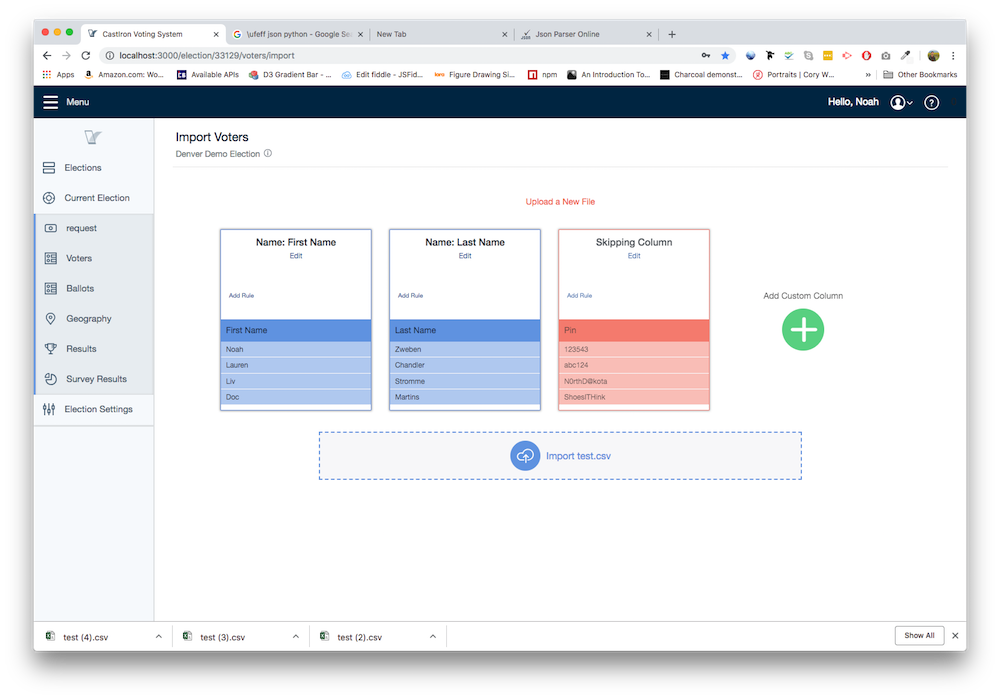 CastIron Voting System
\ufeff json python - Google Se
New Tab
Json Parser Online
localhost:3000/election/33129/voters/import
Apps
Amazon.com: Wo...
Available APIs
D3 Gradient Bar - ...
Edit fiddle - JSFid...
Figure Drawing Si...
npm
An Introduction To...
Charcoal demonst...
Portraits | Cory W...
»
Other Bookmarks
Menu
Hello, Noah
?
Elections
Current Election
request
Voters
Ballots
Geography
Results
Survey Results
Election Settings
Import Voters
Denver Demo Election
Upload a New File
Name: First Name
Edit
Add Rule
First Name
Noah
Lauren
Liv
Doc
Name: Last Name
Edit
Add Rule
Last Name
Zweben
Chandler
Stromme
Martins
Skipping Column
Edit
Add Rule
Pin
123543
abc124
N0rthD@kota
ShoesITHink
Add Custom Column
Import test.csv
test (4).csv
test (3).csv
test (2).csv
Show All